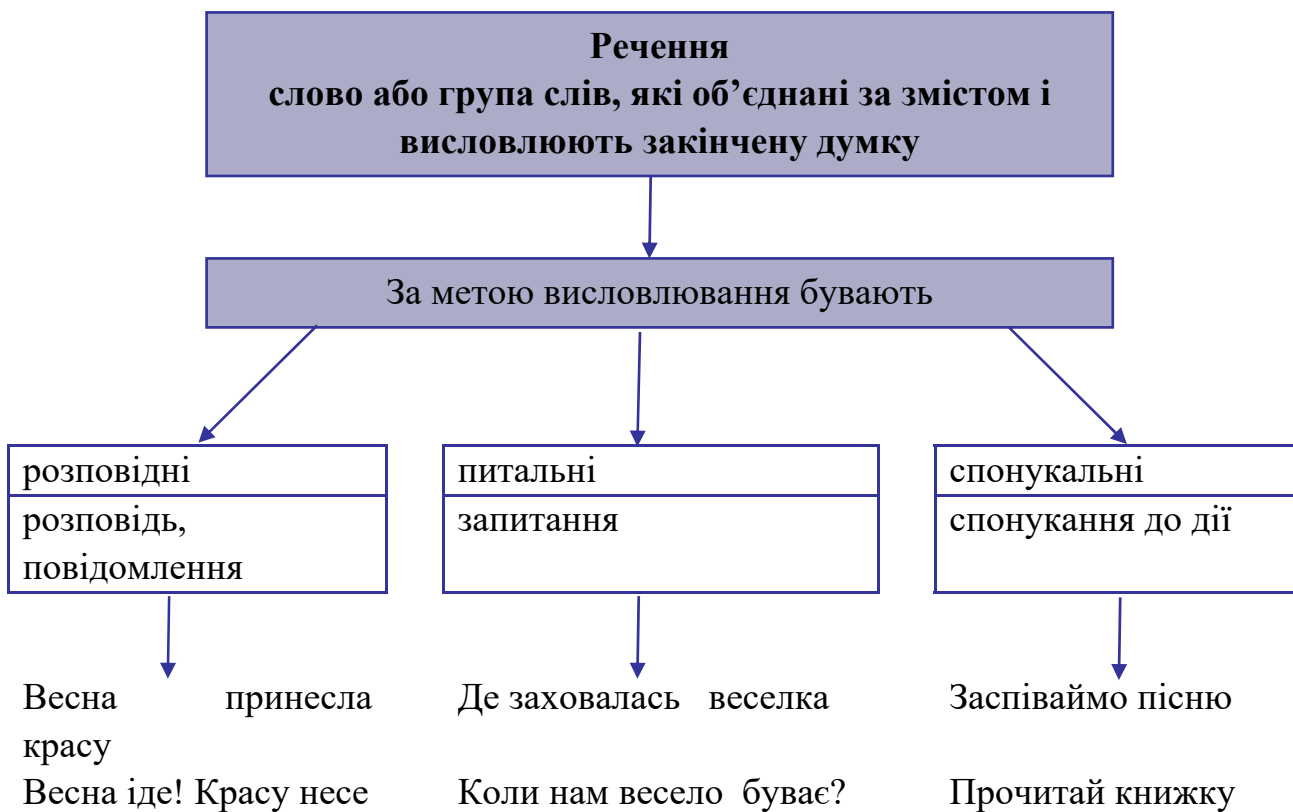 Речення
слово або група слів, які об’єднані за змістом і
висловлюють закінчену думку
За метою висловлювання бувають
розповідні
розповідь,
повідомлення
питальні
запитання
спонукальні
спонукання до дії
Весна принесла
красу
Весна іде! Красу несе
Де заховалась веселка
Коли нам весело буває?
Заспіваймо пісню
Прочитай книжку